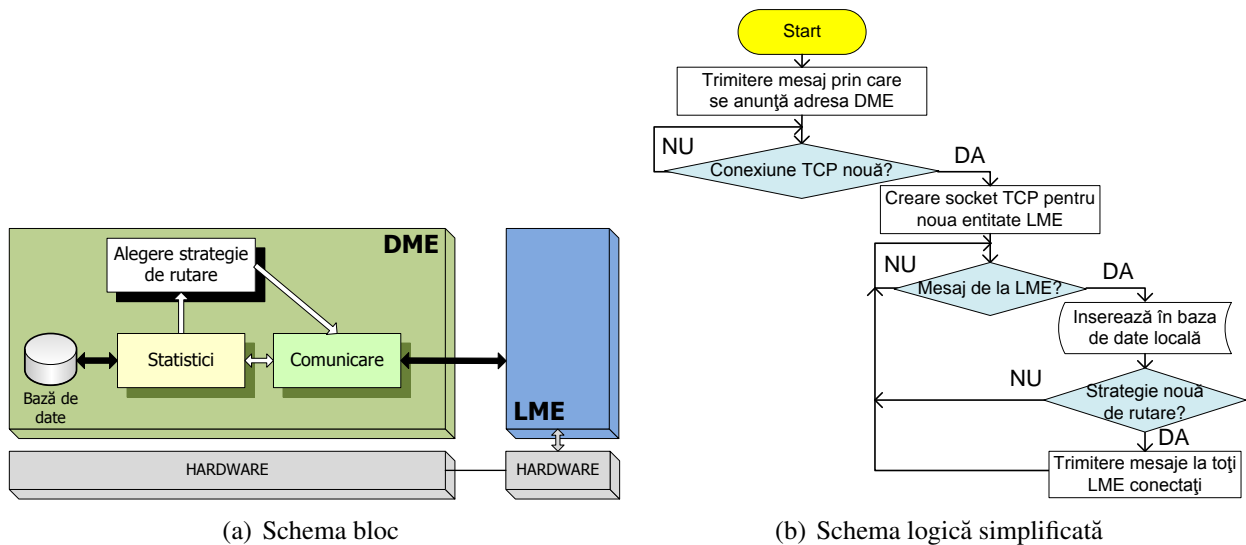 DME
Alegere strategie
de rutare
Statistici
Comunicare
Bază de
date
LME
HARDWARE
HARDWARE
(a) Schema bloc
Start
Trimitere mesaj prin care
se anunţă adresa DME
NU
DA
Conexiune TCP nouă?
Creare socket TCP pentru
noua entitate LME
NU
DA
Mesaj de la LME?
Inserează în baza
de date locală
NU
Strategie nouă
de rutare?
DA
Trimitere mesaje la toţi
LME conectaţi
(b) Schema logică simplificată